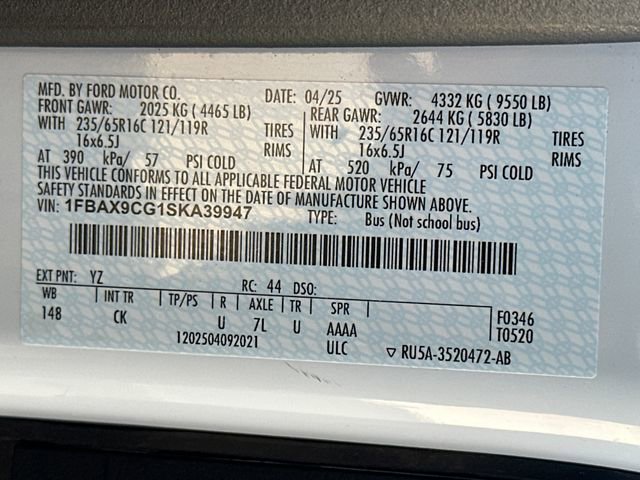 MFD. BY FORD MOTOR CO. DATE: 04/25 GVWR: 4332 KG ( 9550 LB)
FRONT GAWR: 2025 KG ( 4465 LB) REAR GAWR: 2644 KG ( 5830 LB)
WITH 235/65R16C 121/119R TIRES WITH 235/65R16C 121/119R TIRES
16x6.5J RIMS 16x6.5J RIMS
AT 390 kPa/ 57 PSI COLD AT 520 kPa/ 75 PSI COLD
THIS VEHICLE CONFORMS TO ALL APPLICABLE FEDERAL MOTOR VEHICLE
SAFETY STANDARDS IN EFFECT ON THE DATE OF MANUFACTURE SHOWN ABOVE.
VIN: 1FBAX9CG1SKA39947 TYPE: Bus (Not school bus)
EXT PNT: YZ RC: 44 DSO:
WB INT TR TP/PS R AXLE TR SPR F0346
148 CK U 7L U AAAA T0520
1202504092021 ULC ▽ RU5A-3520472-AB